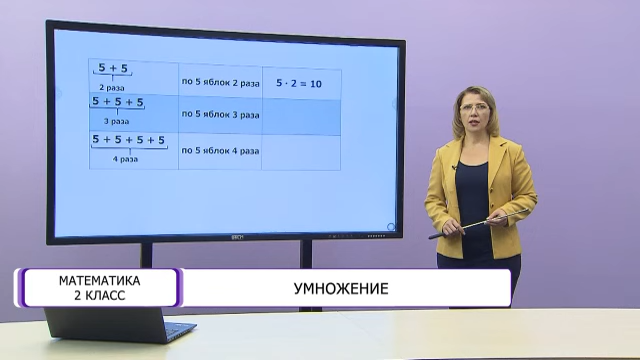 5 + 5
2 раза
по 5 яблок 2 раза
5 · 2 = 10
5 + 5 + 5
3 раза
по 5 яблок 3 раза
5 + 5 + 5 + 5
4 раза
по 5 яблок 4 раза
МАТЕМАТИКА
2 КЛАСС
УМНОЖЕНИЕ